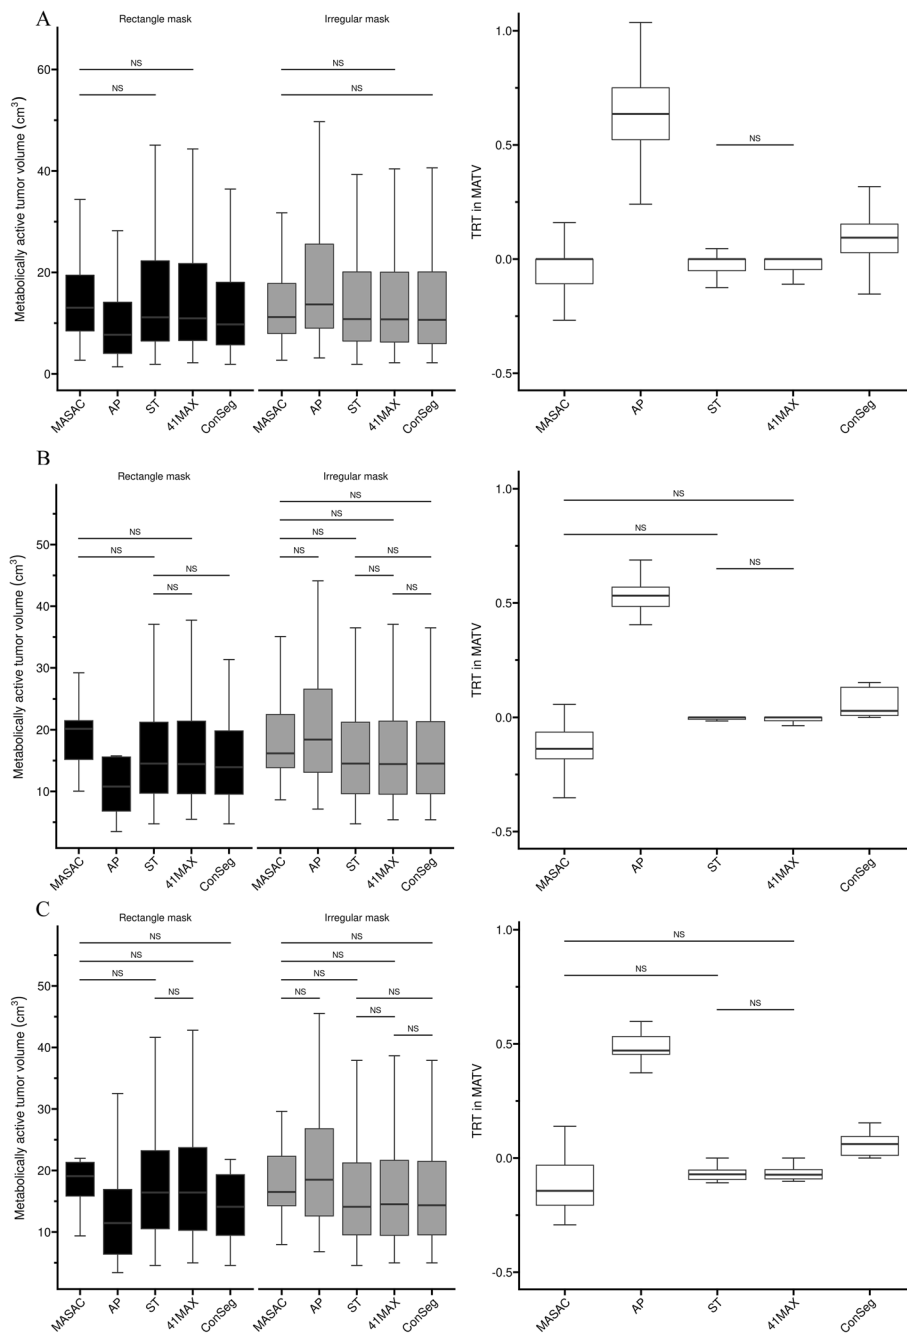 A
Rectangle mask
Irregular mask
Metabolically active tumor volume (cm³)
60
40
20
0
NS
NS
NS
NS
MASAC
AP
ST
41MAX
ConSeg
MASAC
AP
ST
41MAX
ConSeg
TRT in MATV
1.0
0.5
0.0
-0.5
NS
MASAC
AP
ST
41MAX
ConSeg
B
Rectangle mask
Irregular mask
Metabolically active tumor volume (cm³)
50
40
30
20
10
NS
NS
NS
NS
NS
NS
NS
NS
NS
NS
NS
MASAC
AP
ST
41MAX
ConSeg
MASAC
AP
ST
41MAX
ConSeg
TRT in MATV
1.0
0.5
0.0
-0.5
NS
NS
NS
MASAC
AP
ST
41MAX
ConSeg
C
Rectangle mask
Irregular mask
Metabolically active tumor volume (cm³)
50
40
30
20
10
NS
NS
NS
NS
NS
NS
NS
NS
NS
NS
NS
MASAC
AP
ST
41MAX
ConSeg
MASAC
AP
ST
41MAX
ConSeg
TRT in MATV
1.0
0.5
0.0
-0.5
NS
NS
NS
MASAC
AP
ST
41MAX
ConSeg